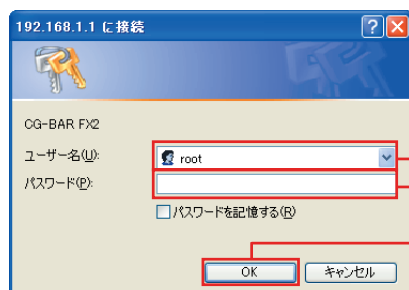 192.168.1.1 に接続
CG-BAR FX2
ユーザー名(U):
root
パスワード(P):
パスワードを記憶する(R)
OK
キャンセル